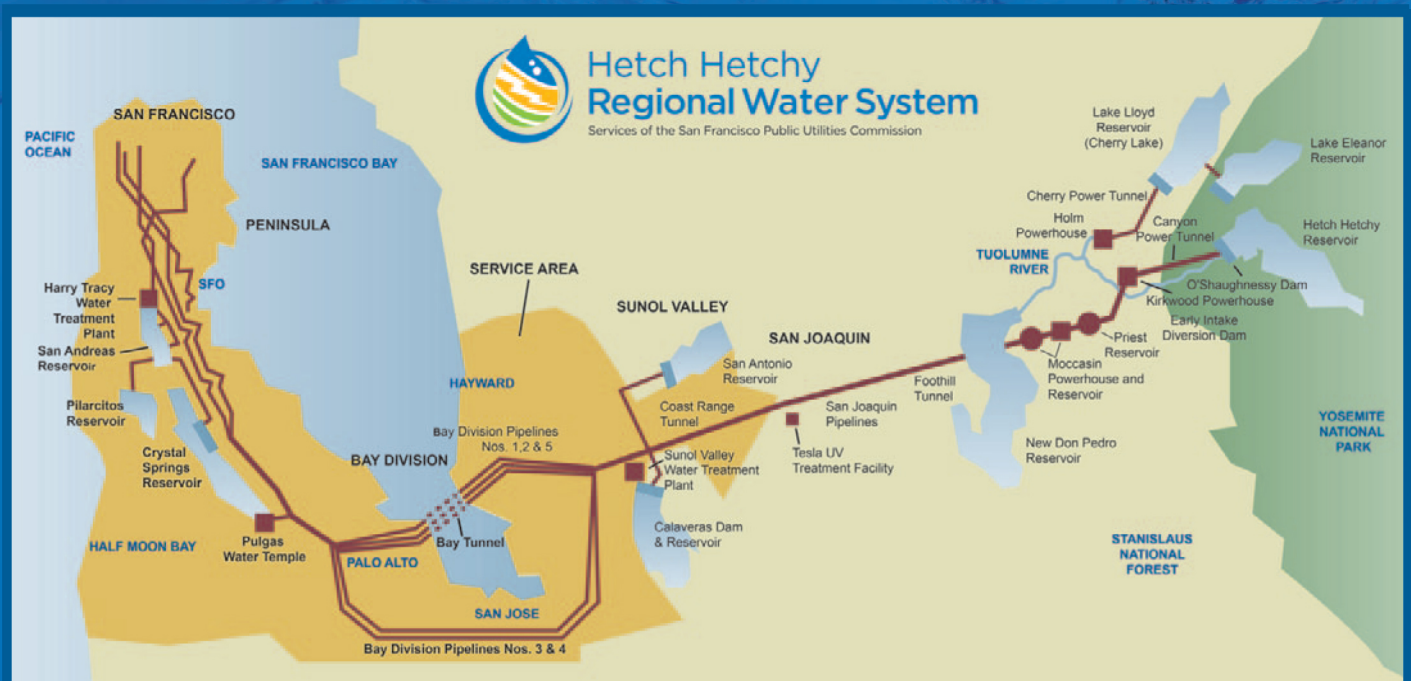 Hetch Hetchy
Regional Water System
Services of the San Francisco Public Utilities Commission
SAN FRANCISCO
PACIFIC
OCEAN
SAN FRANCISCO BAY
PENINSULA
SFO
Harry Tracy
Water
Treatment
Plant
San Andreas
Reservoir
Pilarcitos
Reservoir
Crystal
Springs
Reservoir
HALF MOON BAY
Pulgas
Water Temple
PALO ALTO
BAY DIVISION
Bay Tunnel
SAN JOSE
Bay Division Pipelines Nos. 3 & 4
SERVICE AREA
HAYWARD
Bay Division Pipelines
Nos. 1,2 & 5
SUNOL VALLEY
San Antonio
Reservoir
Coast Range
Tunnel
Sunol Valley
Water Treatment
Plant
Calaveras Dam
& Reservoir
SAN JOAQUIN
San Joaquin
Pipelines
Tesla UV
Treatment Facility
Foothill
Tunnel
New Don Pedro
Reservoir
Moccasin
Powerhouse and
Reservoir
Priest
Reservoir
Early Intake
Diversion Dam
Kirkwood Powerhouse
O'Shaughnessy Dam
TUOLUMNE
RIVER
Holm
Powerhouse
Cherry Power Tunnel
Canyon
Power Tunnel
Lake Lloyd
Reservoir
(Cherry Lake)
Lake Eleanor
Reservoir
Hetch Hetchy
Reservoir
YOSEMITE
NATIONAL
PARK
STANISLAUS
NATIONAL
FOREST